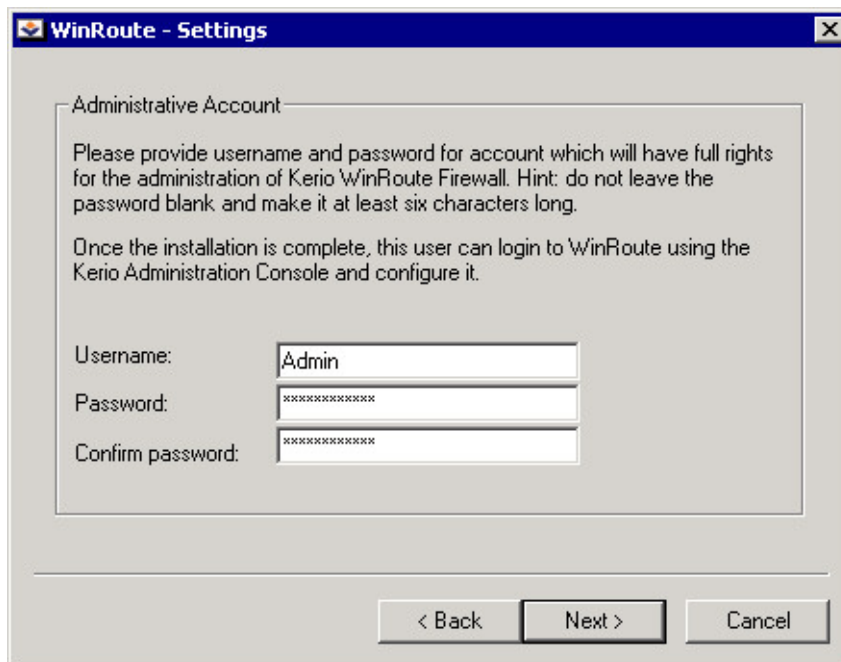 WinRoute - Settings
Administrative Account
Please provide username and password for account which will have full rights
for the administration of Kerio WinRoute Firewall. Hint: do not leave the
password blank and make it at least six characters long.
Once the installation is complete, this user can login to WinRoute using the
Kerio Administration Console and configure it.
Username:
Admin
Password:
************
Confirm password:
************
< Back
Next >
Cancel